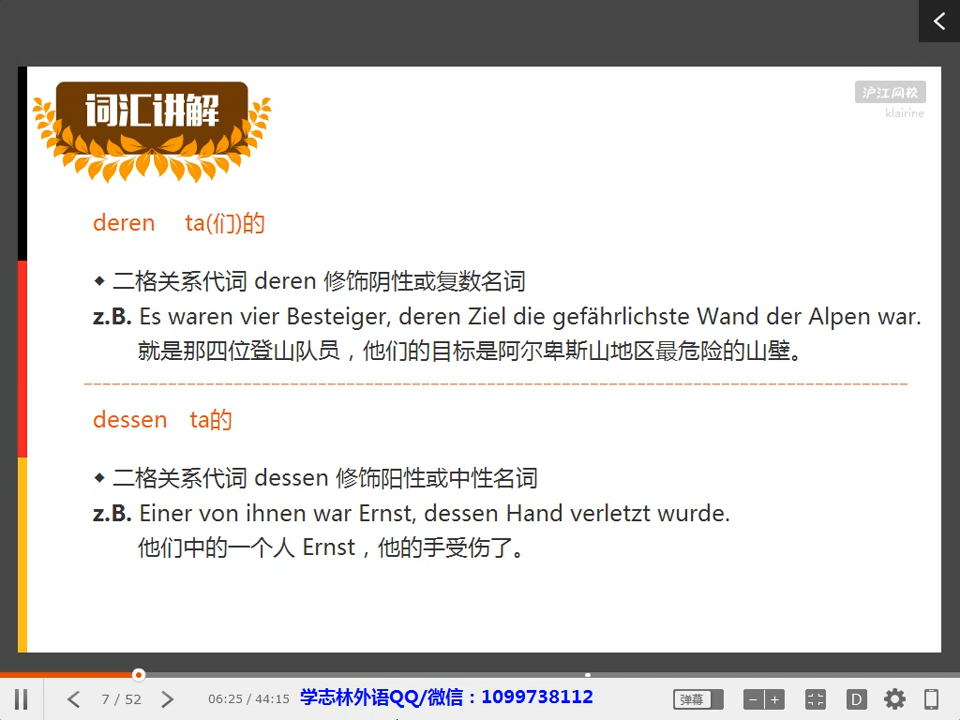 词汇讲解
沪江网校
klairine
deren ta(们)的
◆ 二格关系代词 deren 修饰阴性或复数名词
z.B. Es waren vier Besteiger, deren Ziel die gefährlichste Wand der Alpen war.
就是那四位登山队员，他们的目标是阿尔卑斯山地区最危险的山壁。
dessen ta的
◆ 二格关系代词 dessen 修饰阳性或中性名词
z.B. Einer von ihnen war Ernst, dessen Hand verletzt wurde.
他们中的一个人 Ernst，他的手受伤了。
7 / 52 06:25 / 44:15 学志林外语QQ/微信：1099738112 弹幕 D